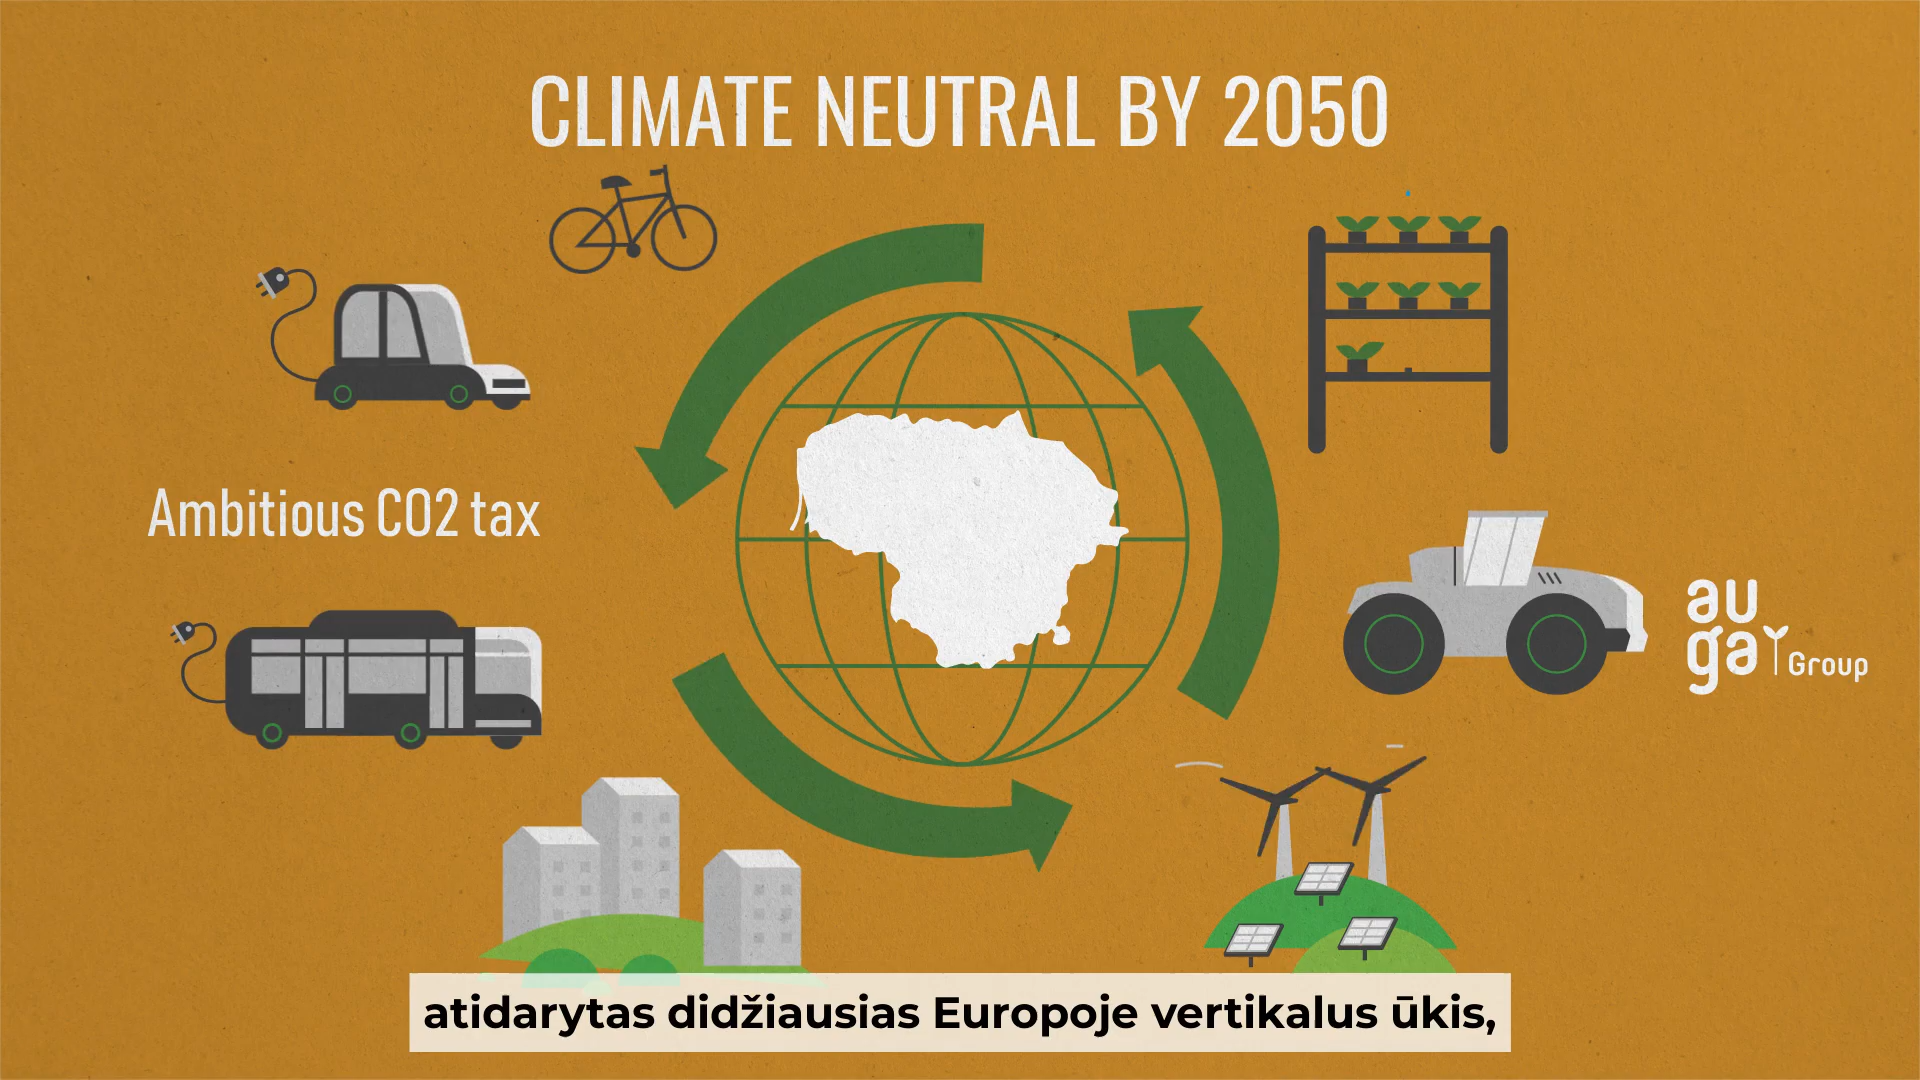 CLIMATE NEUTRAL BY 2050
Ambitious CO2 tax
au
ga Group
atidarytas didžiausias Europoje vertikalus ūkis,